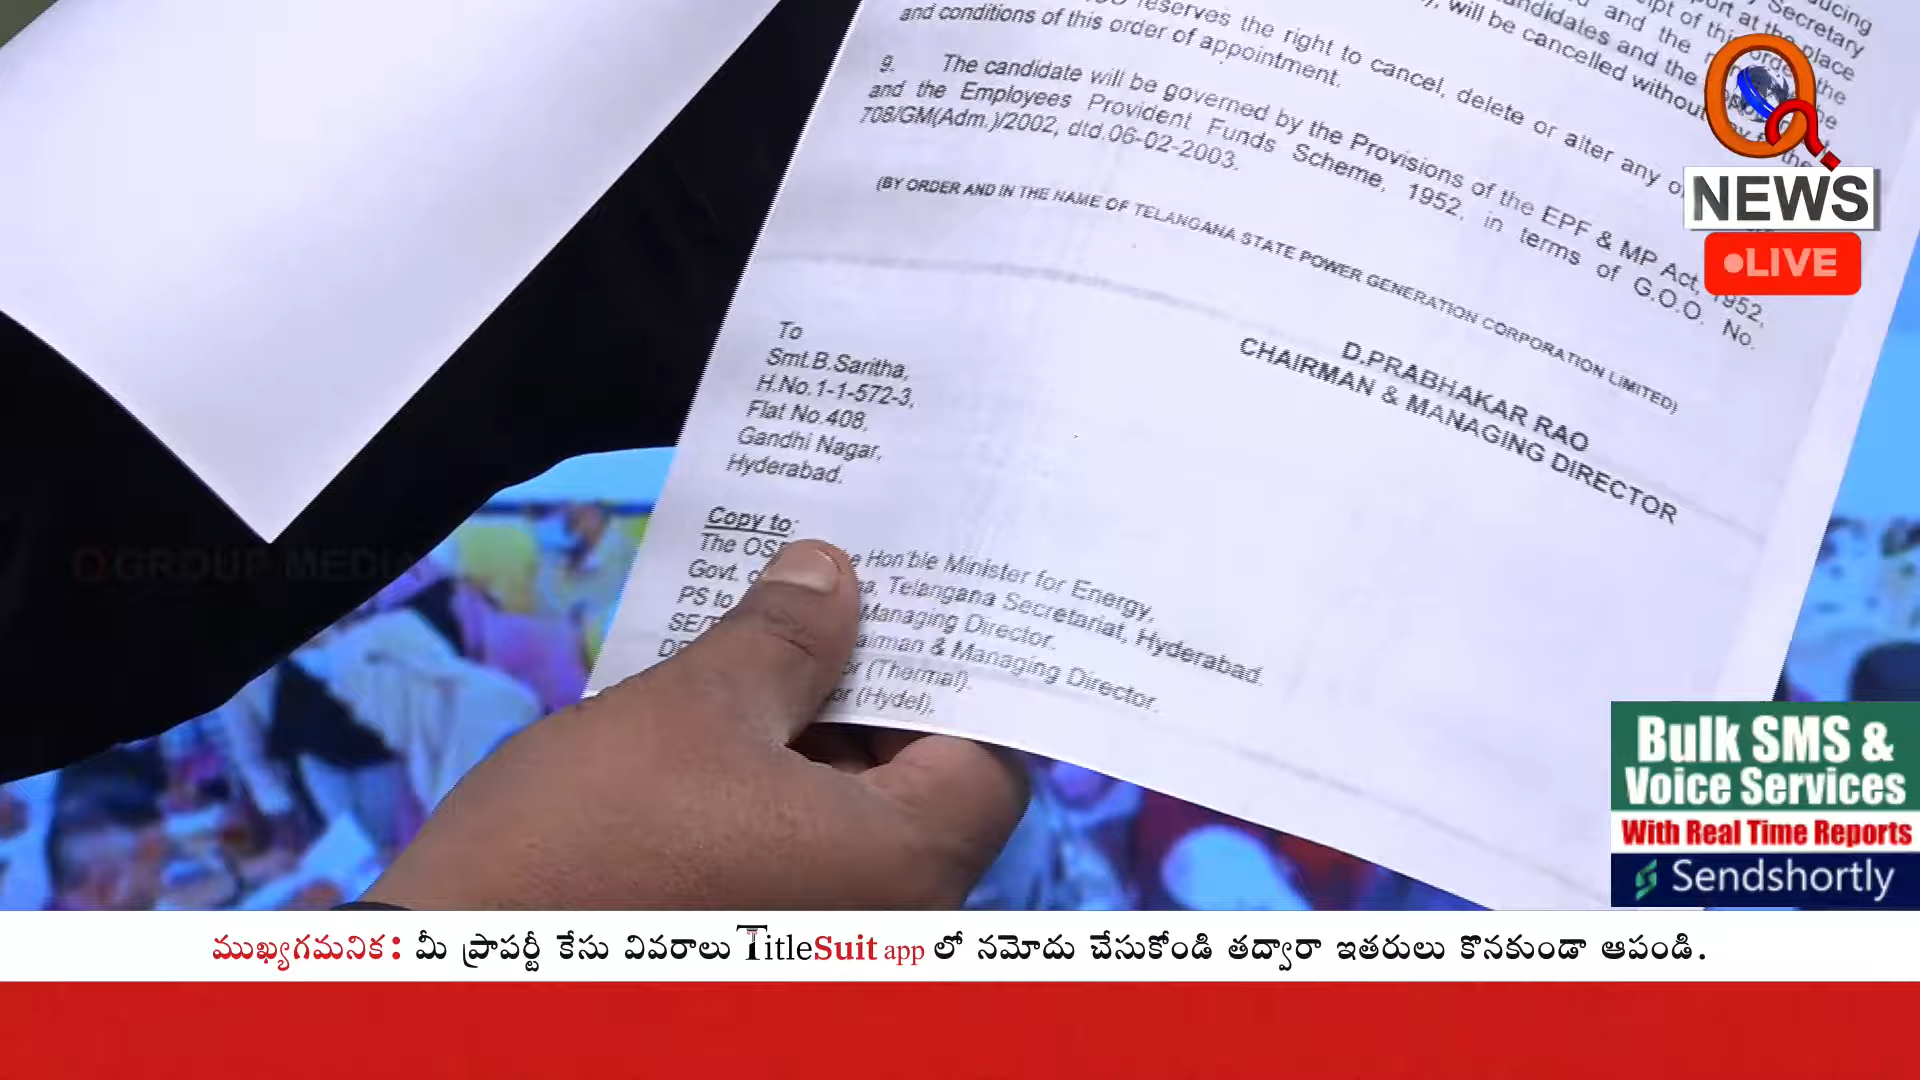 reserves the right to cancel, delete or alter any
and conditions of this order of appointment.
9. The candidate will be governed by the Provisions of the EPF & MP Act, 1952,
and the Employees Provident Funds Scheme, 1952, in terms of G.O.O. No.
708/GM(Adm.)/2002, dtd.06-02-2003.
(BY ORDER AND IN THE NAME OF TELANGANA STATE POWER GENERATION CORPORATION LIMITED)
D.PRABHAKAR RAO
CHAIRMAN & MANAGING DIRECTOR
To
Smt.B.Saritha,
H.No.1-1-572-3,
Flat No.408,
Gandhi Nagar,
Hyderabad.
Copy to:
The Hon'ble Minister for Energy,
Govt. Telangana Secretariat, Hyderabad.
PS to Managing Director.
& Managing Director.
(Thermal).
(Hydel),
will be cancelled without
NEWS
LIVE
Q GROUP MEDIA
Bulk SMS &
Voice Services
With Real Time Reports
Sendshortly
ముఖ్యగమనిక: మీ ప్రాపర్టీ కేసు వివరాలు TitleSuit app లో నమోదు చేసుకోండి తద్వారా ఇతరులు కొనకుండా ఆపండి.